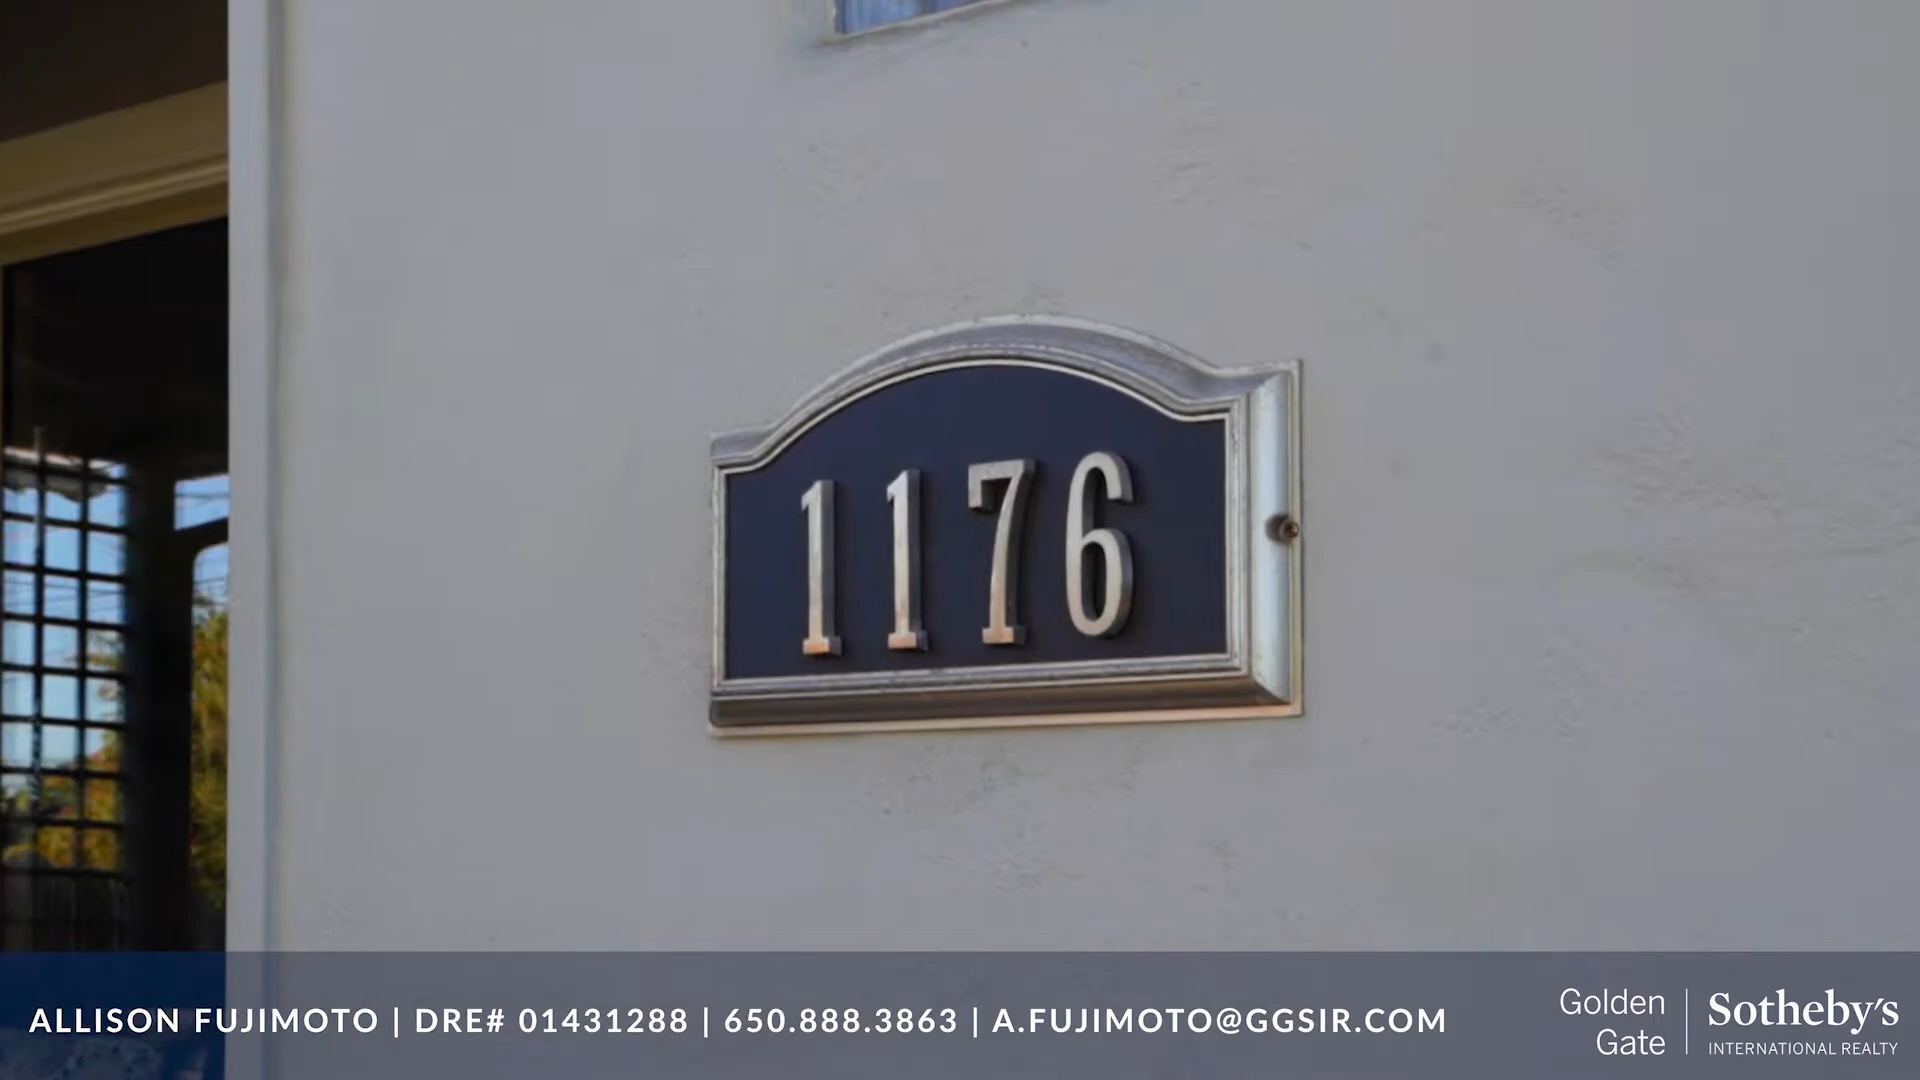 1176
ALLISON FUJIMOTO | DRE# 01431288 | 650.888.3863 | A.FUJIMOTO@GGSIR.COM
Golden
Gate
Sotheby's
INTERNATIONAL REALTY